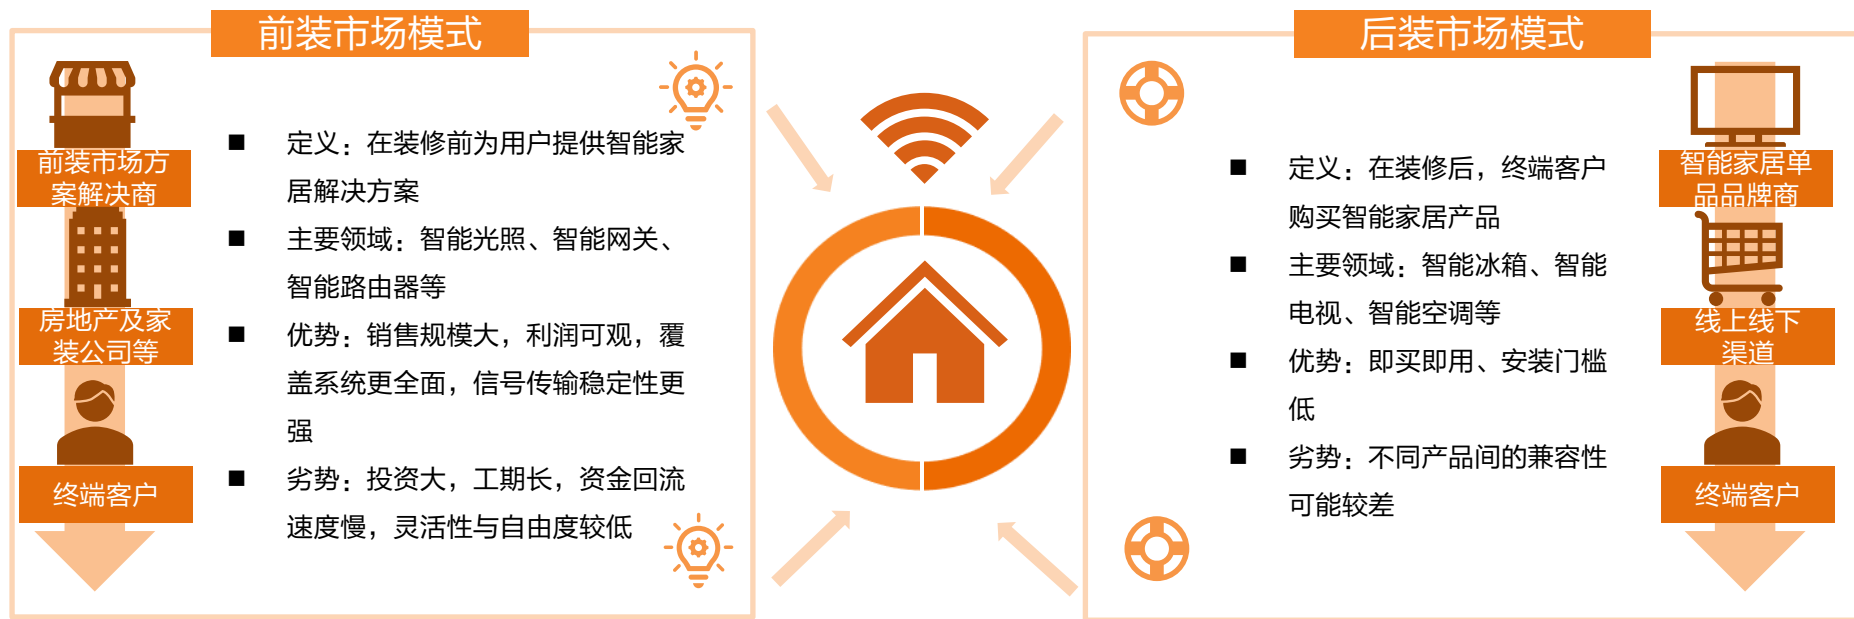 前装市场模式
前装市场方
案解决商
房地产及家
装公司等
终端客户
■ 定义：在装修前为用户提供智能家
居解决方案
■ 主要领域：智能光照、智能网关、
智能路由器等
■ 优势：销售规模大，利润可观，覆
盖系统更全面，信号传输稳定性更
强
■ 劣势：投资大，工期长，资金回流
速度慢，灵活性与自由度较低
后装市场模式
■ 定义：在装修后，终端客户
购买智能家居产品
■ 主要领域：智能冰箱、智能
电视、智能空调等
■ 优势：即买即用、安装门槛
低
■ 劣势：不同产品间的兼容性
可能较差
智能家居单
品品牌商
线上线下
渠道
终端客户